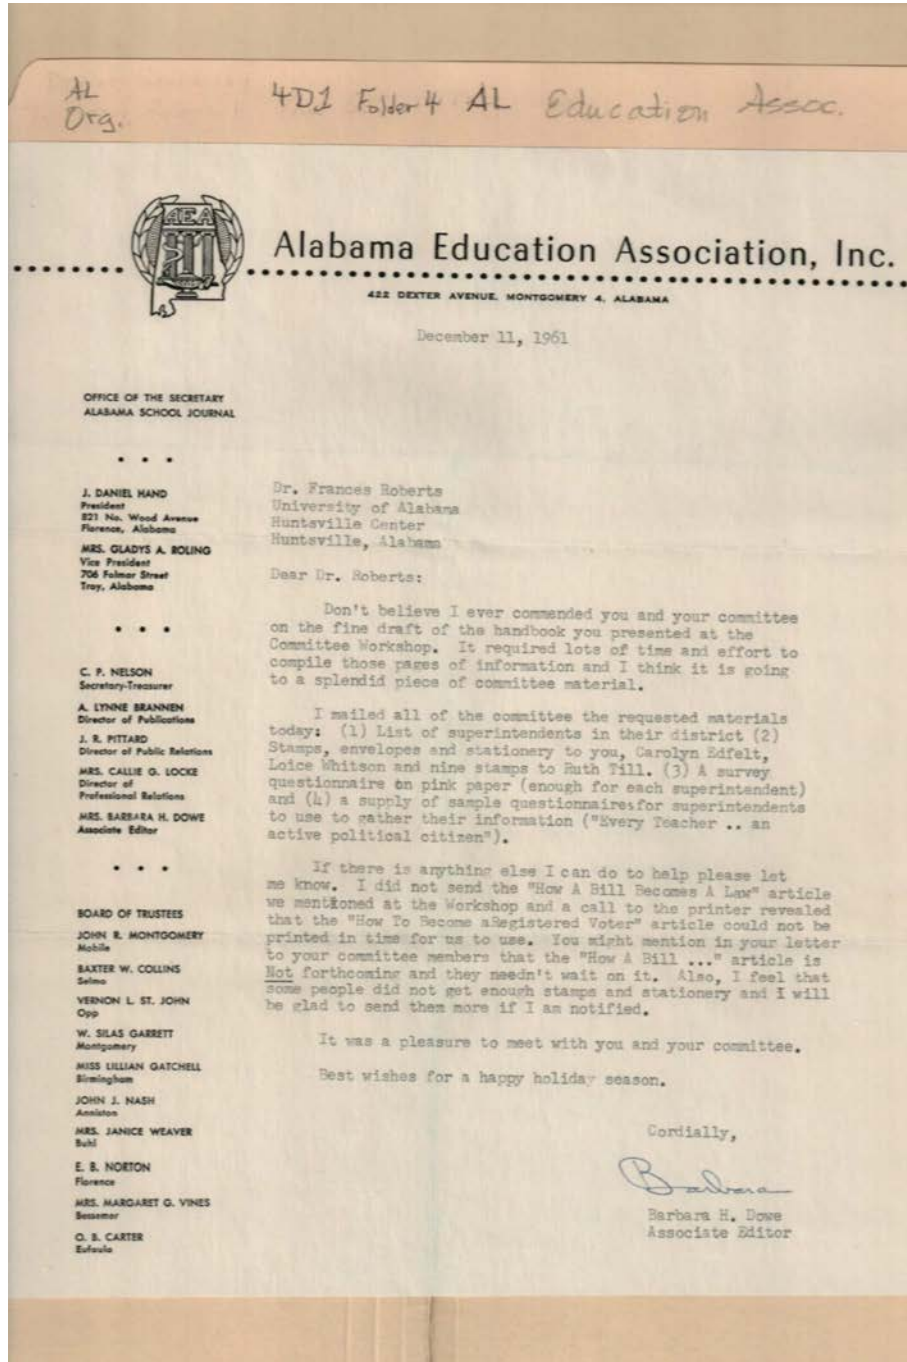 AL
Org.
4D1 Folder 4 AL Education Assoc.
AEA
Alabama Education Association, Inc.
422 DEXTER AVENUE, MONTGOMERY 4, ALABAMA
December 11, 1961
OFFICE OF THE SECRETARY
ALABAMA SCHOOL JOURNAL
J. DANIEL HAND
President
821 No. Wood Avenue
Florence, Alabama
MRS. GLADYS A. ROLING
Vice President
706 Folmar Street
Troy, Alabama
C. P. NELSON
Secretary-Treasurer
A. LYNNE BRANNEN
Director of Publications
J. R. PITTARD
Director of Public Relations
MRS. CALLIE G. LOCKE
Director of
Professional Relations
MRS. BARBARA H. DOWE
Associate Editor
BOARD OF TRUSTEES
JOHN R. MONTGOMERY
Mobile
BAXTER W. COLLINS
Selma
VERNON L. ST. JOHN
Opp
W. SILAS GARRETT
Montgomery
MISS LILLIAN GATCHELL
Birmingham
JOHN J. NASH
Anniston
MRS. JANICE WEAVER
Buhl
E. B. NORTON
Florence
MRS. MARGARET G. VINES
Bessemer
O. B. CARTER
Eufaula
Dr. Frances Roberts
University of Alabama
Huntsville Center
Huntsville, Alabama
Dear Dr. Roberts:
Don't believe I ever commended you and your committee
on the fine draft of the handbook you presented at the
Committee Workshop. It required lots of time and effort to
compile those pages of information and I think it is going
to a splendid piece of committee material.
I mailed all of the committee the requested materials
today: (1) List of superintendents in their district (2)
Stamps, envelopes and stationery to you, Carolyn Edfelt,
Loice Whitson and nine stamps to Ruth Till. (3) A survey
questionnaire on pink paper (enough for each superintendent)
and (4) a supply of sample questionnaires for superintendents
to use to gather their information ("Every Teacher .. an
active political citizen").
If there is anything else I can do to help please let
me know. I did not send the "How A Bill Becomes A Law" article
we mentioned at the Workshop and a call to the printer revealed
that the "How To Become aRegistered Voter" article could not be
printed in time for us to use. You might mention in your letter
to your committee members that the "How A Bill ..." article is
Not forthcoming and they needn't wait on it. Also, I feel that
some people did not get enough stamps and stationery and I will
be glad to send them more if I am notified.
It was a pleasure to meet with you and your committee.
Best wishes for a happy holiday season.
Cordially,
Barbara
Barbara H. Dowe
Associate Editor